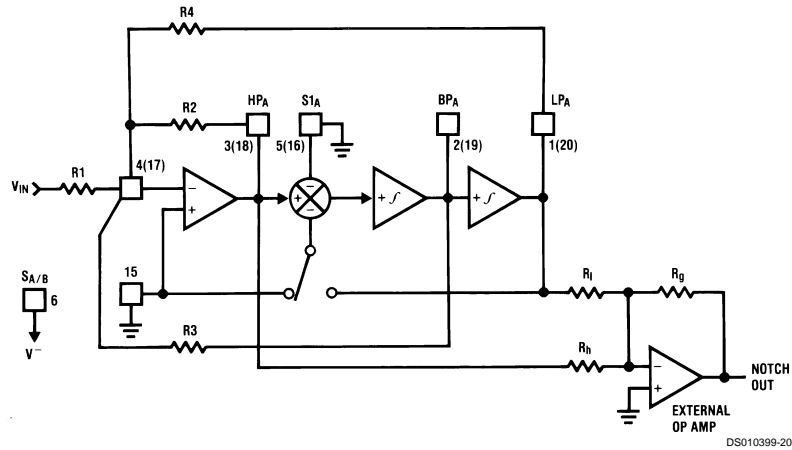 R4
R2
HPA
S1A
BPA
LPA
3(18)
5(16)
2(19)
1(20)
R1
4(17)
VIN
−
+
+
−
−
+ ∫
+ ∫
15
SA/B
6
V−
R3
Rl
Rg
Rh
−
+
NOTCH
OUT
EXTERNAL
OP AMP
DS010399-20